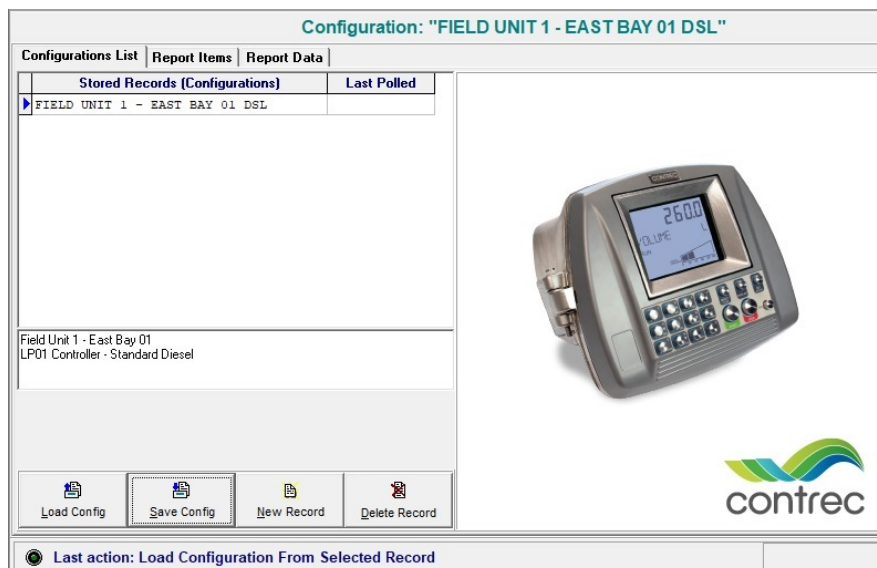 Configuration: "FIELD UNIT 1 - EAST BAY 01 DSL"
Configurations List Report Items Report Data
Stored Records (Configurations) Last Polled
FIELD UNIT 1 - EAST BAY 01 DSL
CONTREC
260.0
VOLUME L
Field Unit 1 - East Bay 01
LP01 Controller - Standard Diesel
Load Config Save Config New Record Delete Record
contrec
Last action: Load Configuration From Selected Record